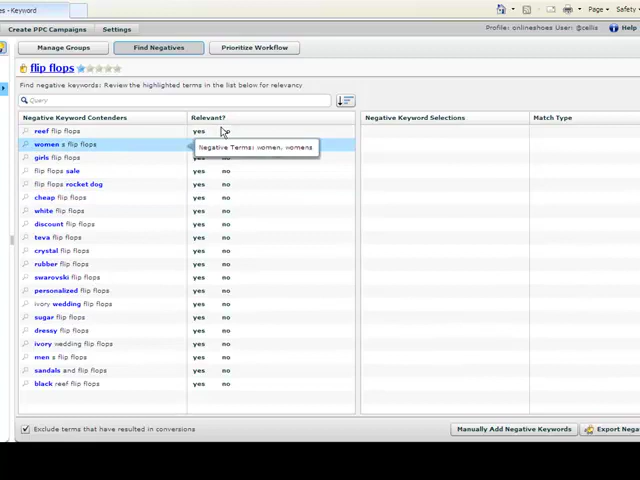 es - Keyword
Page
Safety
Create PPC Campaigns
Settings
Profile: onlineshoes User: @cellis
Help
Manage Groups
Find Negatives
Prioritize Workflow
flip flops
Find negative keywords: Review the highlighted terms in the list below for relevancy
Query
Negative Keyword Contenders
Relevant?
Negative Keyword Selections
Match Type
reef flip flops yes
women s flip flops
Negative Terms: women, womens
girls flip flops
flip flops sale yes no
flip flops rocket dog yes no
cheap flip flops yes no
white flip flops yes no
discount flip flops yes no
teva flip flops yes no
crystal flip flops yes no
rubber flip flops yes no
swarovski flip flops yes no
personalized flip flops yes no
ivory wedding flip flops yes no
sugar flip flops yes no
dressy flip flops yes no
ivory wedding flip flops yes no
men s flip flops yes no
sandals and flip flops yes no
black reef flip flops yes no
Exclude terms that have resulted in conversions
Manually Add Negative Keywords
Export Nega